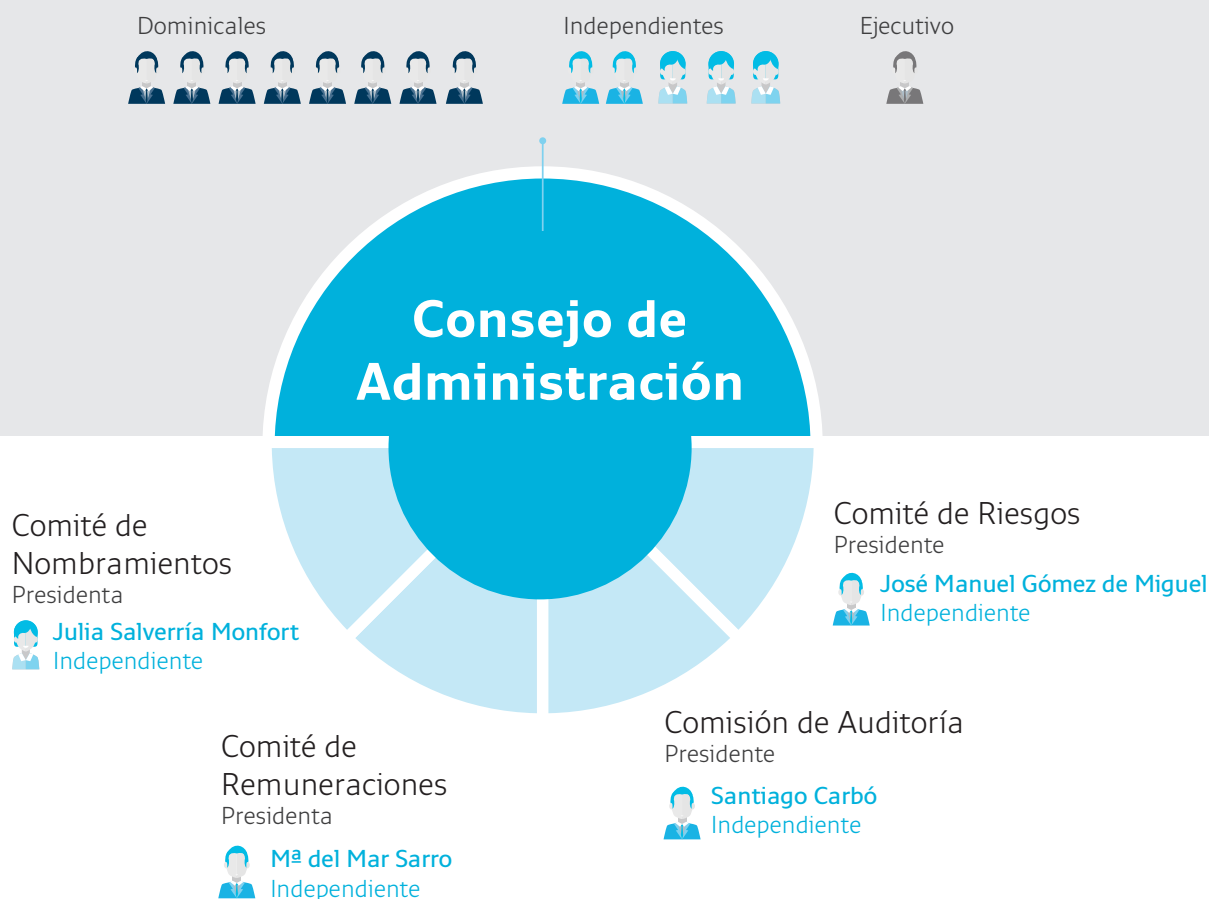 Dominicales
Independientes
Ejecutivo
Consejo de
Administración
Comité de
Nombramientos
Presidenta
Julia Salverría Monfort
Independiente
Comité de
Remuneraciones
Presidenta
Mª del Mar Sarro
Independiente
Comisión de Auditoría
Presidente
Santiago Carbó
Independiente
Comité de Riesgos
Presidente
José Manuel Gómez de Miguel
Independiente